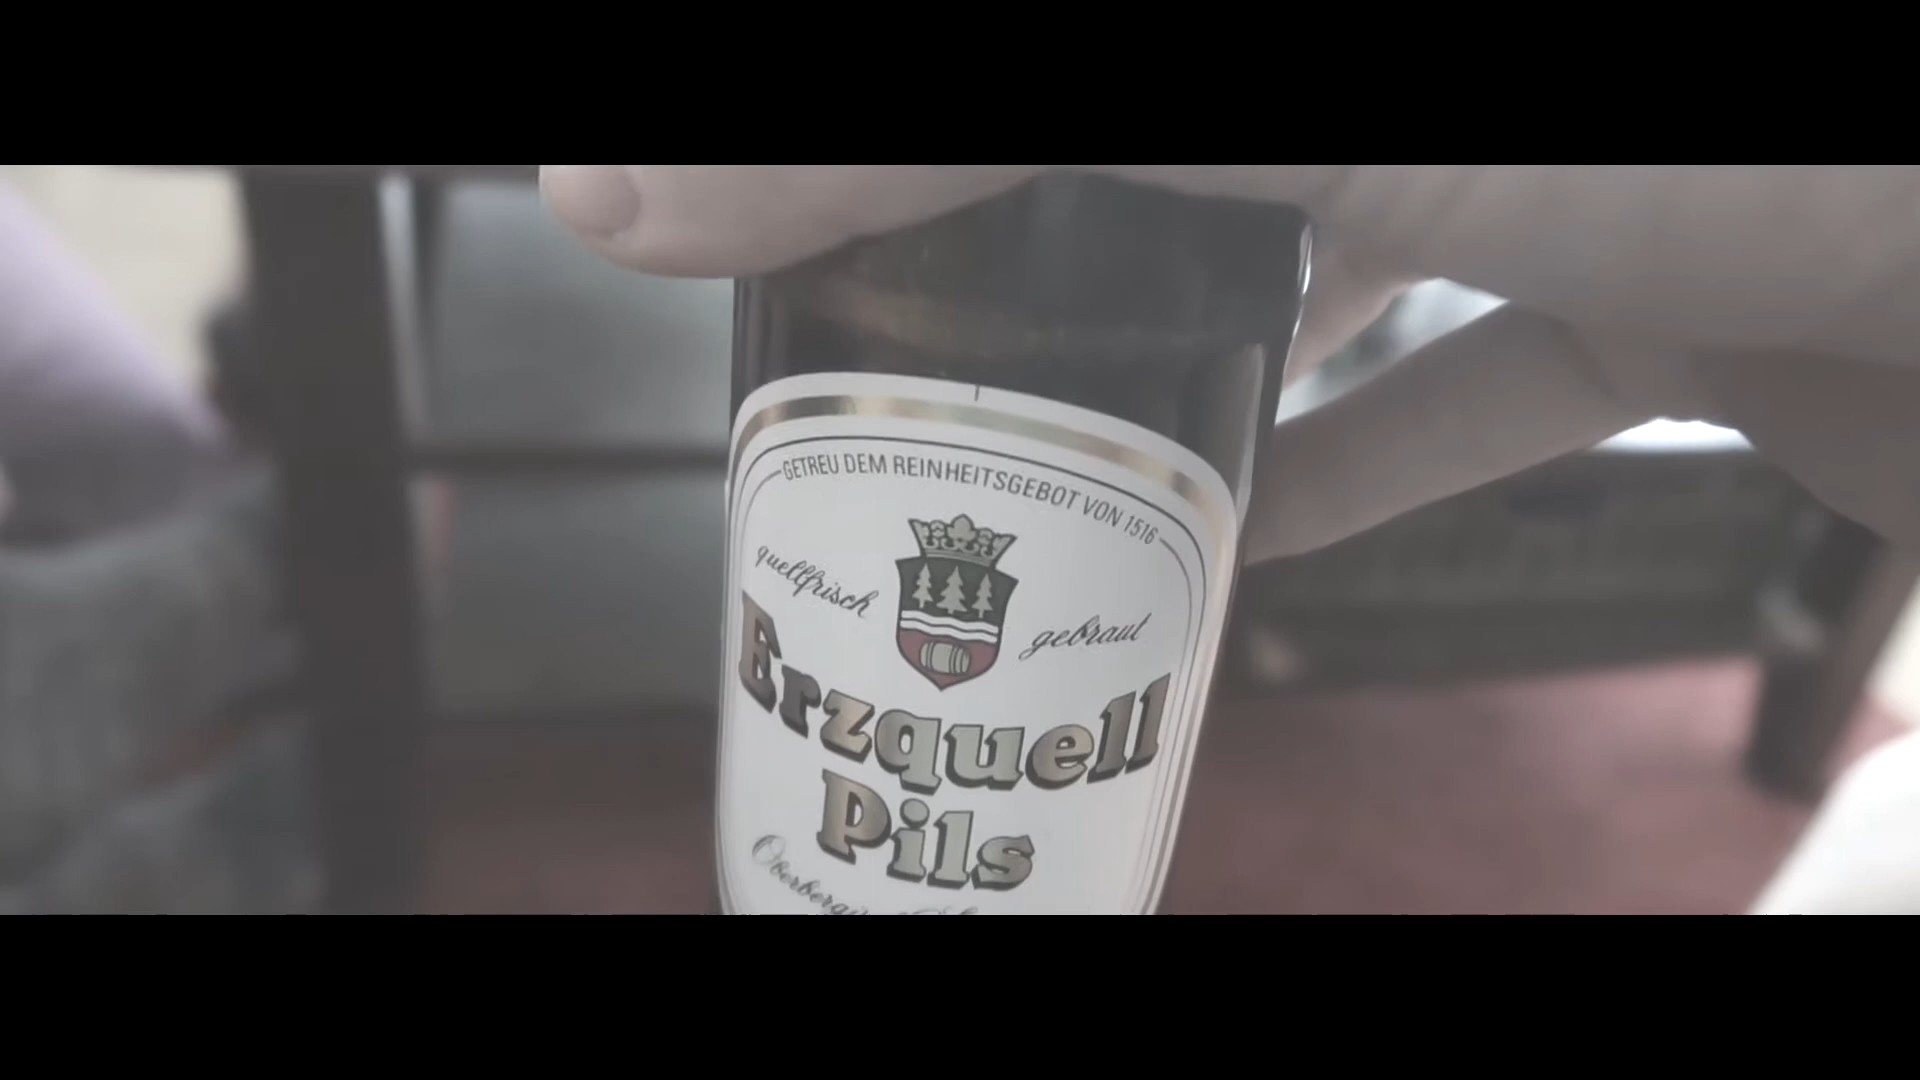 GETREU DEM REINHEITSGEBOT VON 1516
quellfrisch
gebraut
Erzquell
Pils